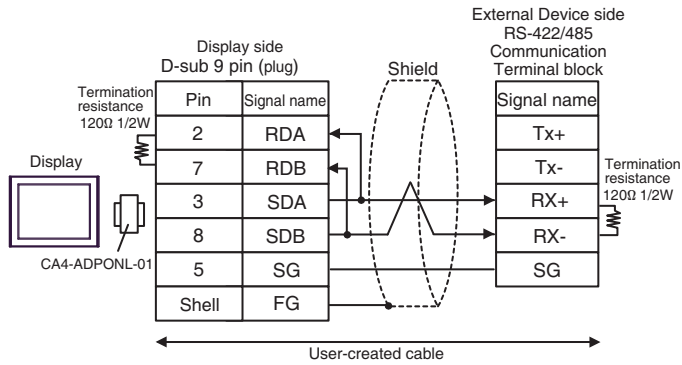 External Device side
RS-422/485
Communication
Terminal block
Display side
D-sub 9 pin (plug)
Shield
Termination
resistance
120Ω 1/2W
Pin Signal name Signal name
2 RDA Tx+
7 RDB Tx-
3 SDA RX+
8 SDB RX-
5 SG SG
Shell FG
Display
CA4-ADPONL-01
Termination
resistance
120Ω 1/2W
User-created cable